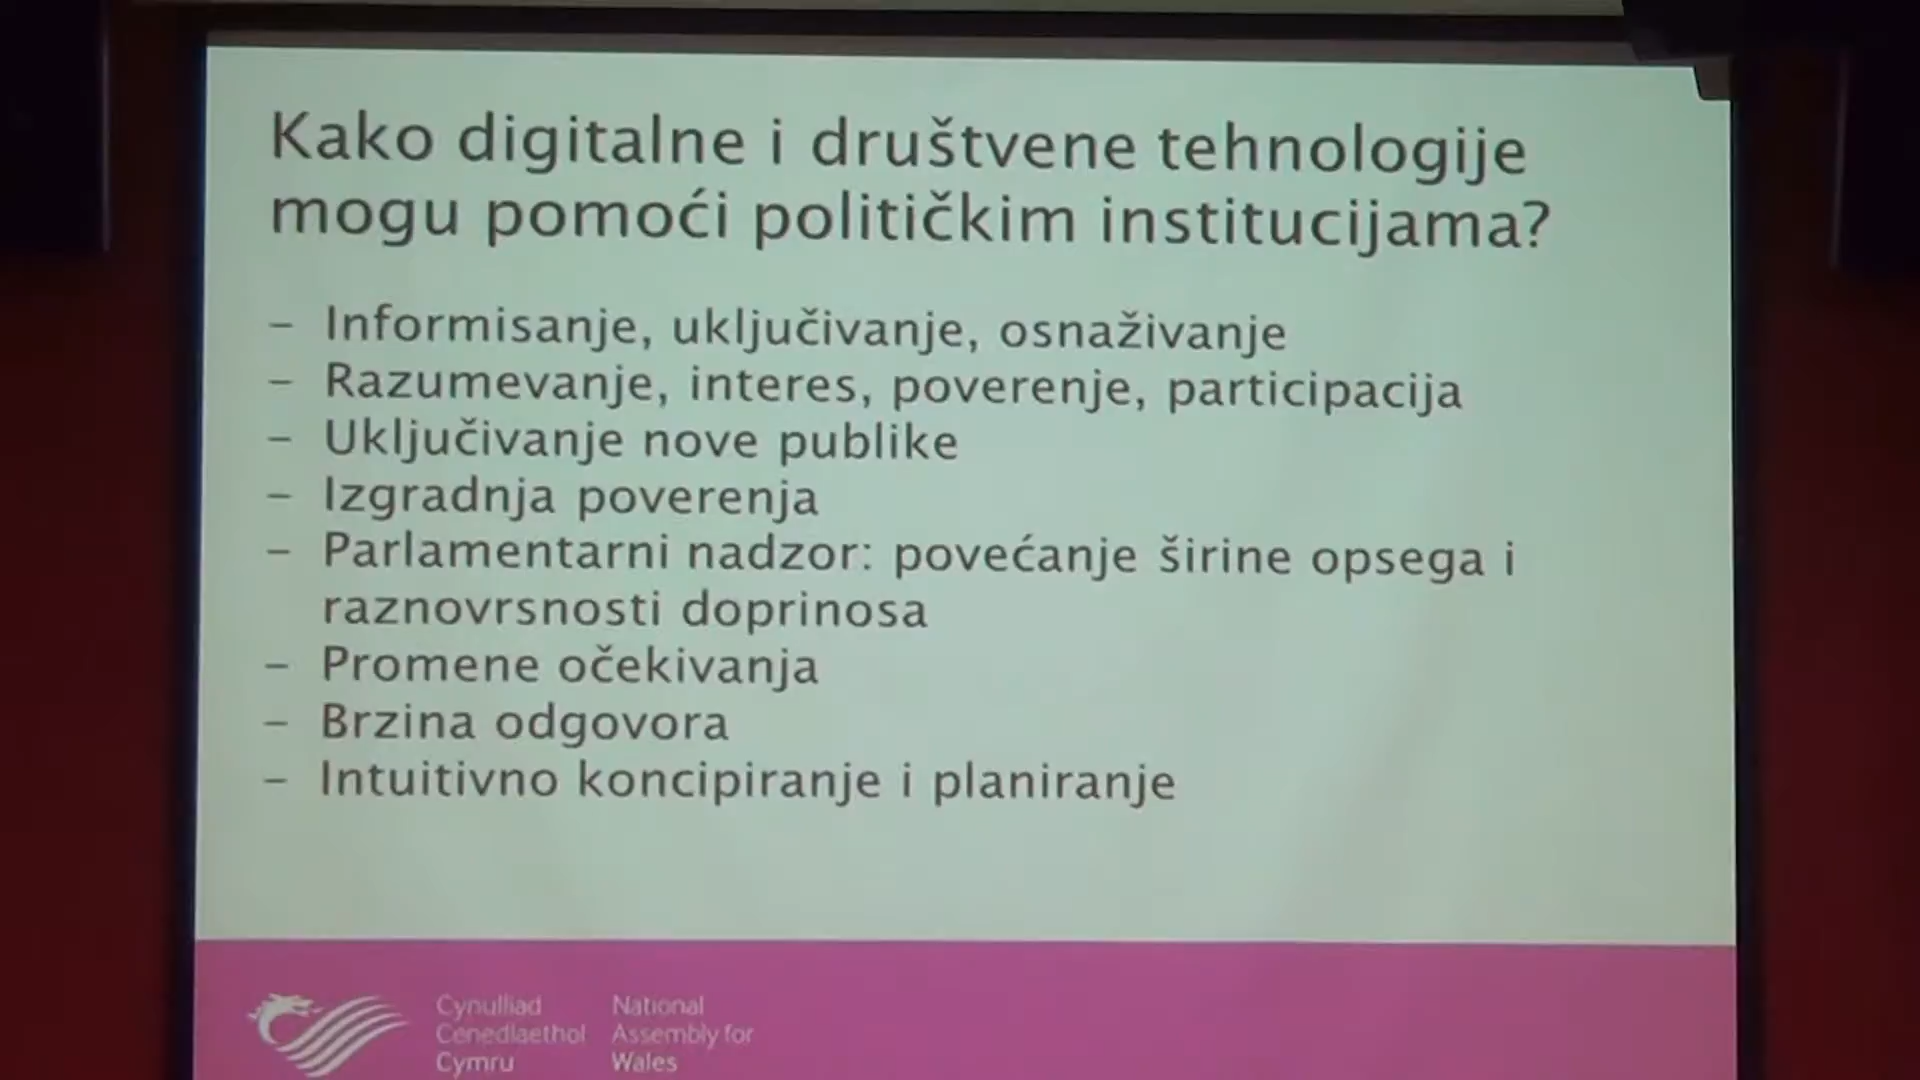 Kako digitalne i društvene tehnologije
mogu pomoći političkim institucijama?
– Informisanje, uključivanje, osnaživanje
– Razumevanje, interes, poverenje, participacija
– Uključivanje nove publike
– Izgradnja poverenja
– Parlamentarni nadzor: povećanje širine opsega i
raznovrsnosti doprinosa
– Promene očekivanja
– Brzina odgovora
– Intuitivno koncipiranje i planiranje
Cynulliad
Cenedlaethol
Cymru
National
Assembly for
Wales